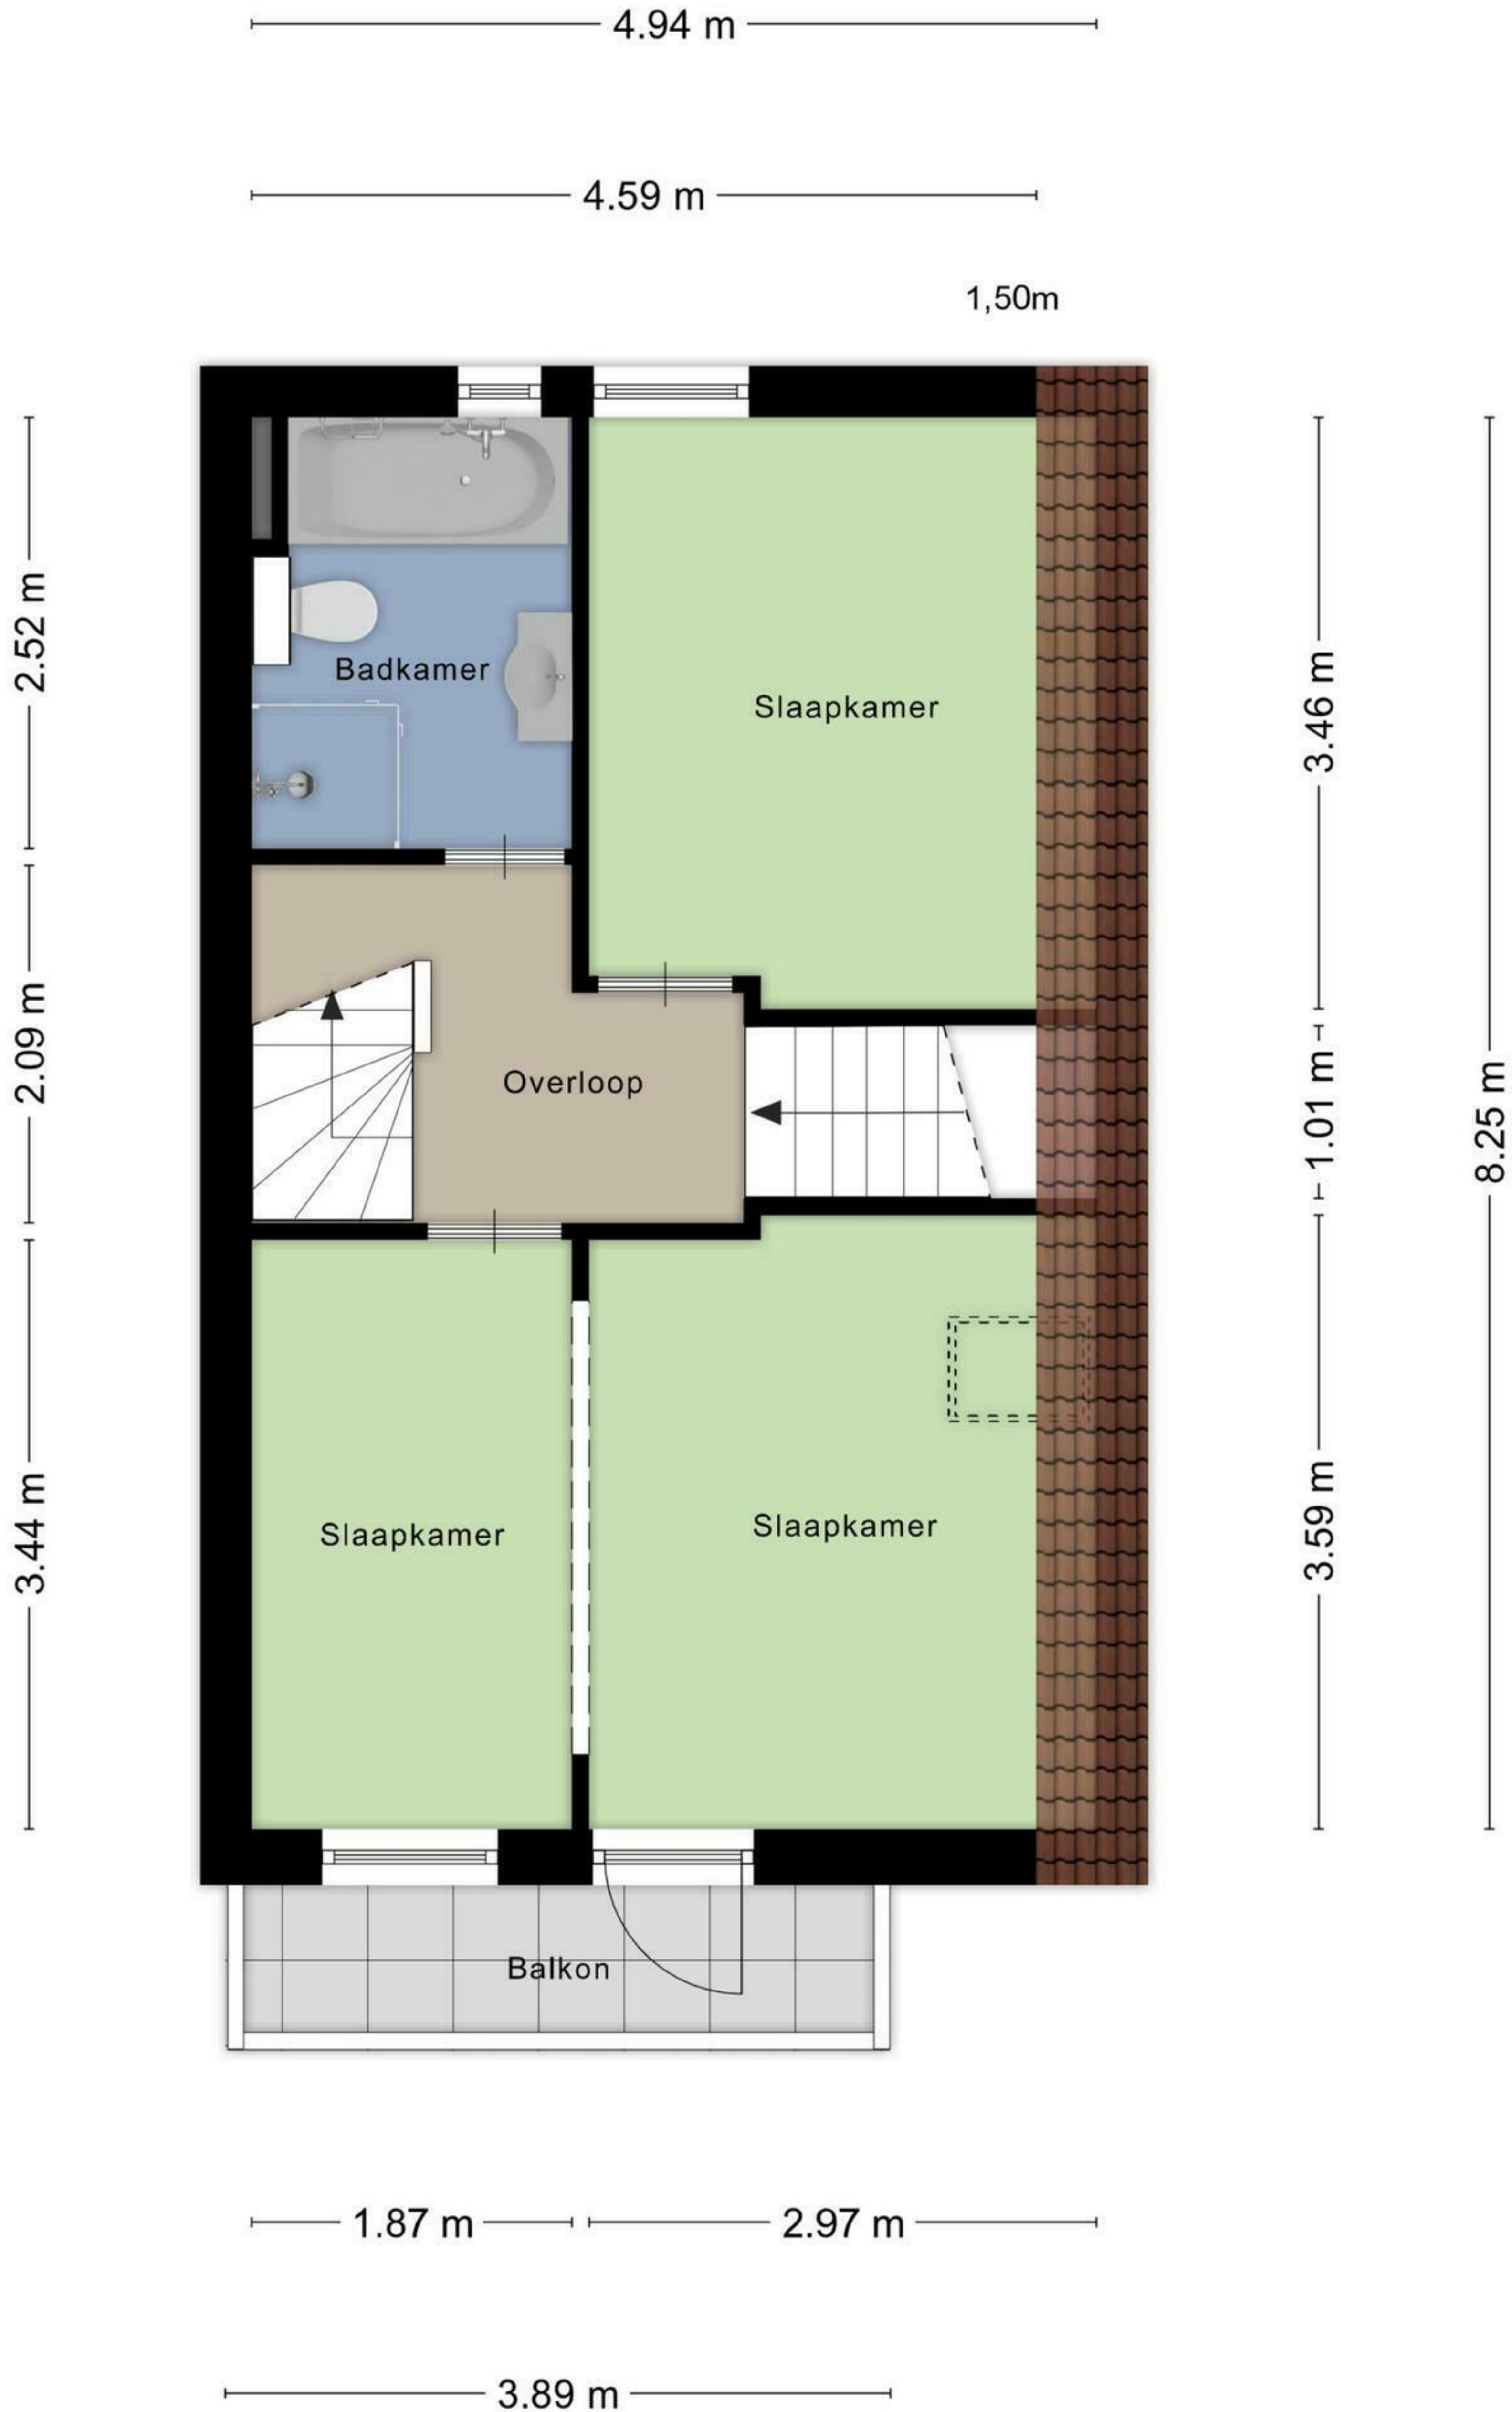 4.94 m
4.59 m
1,50m
2.52 m
Badkamer
Slaapkamer
3.46 m
2.09 m
Overloop
1.01 m
8.25 m
3.44 m
Slaapkamer
Slaapkamer
3.59 m
Balkon
1.87 m
2.97 m
3.89 m